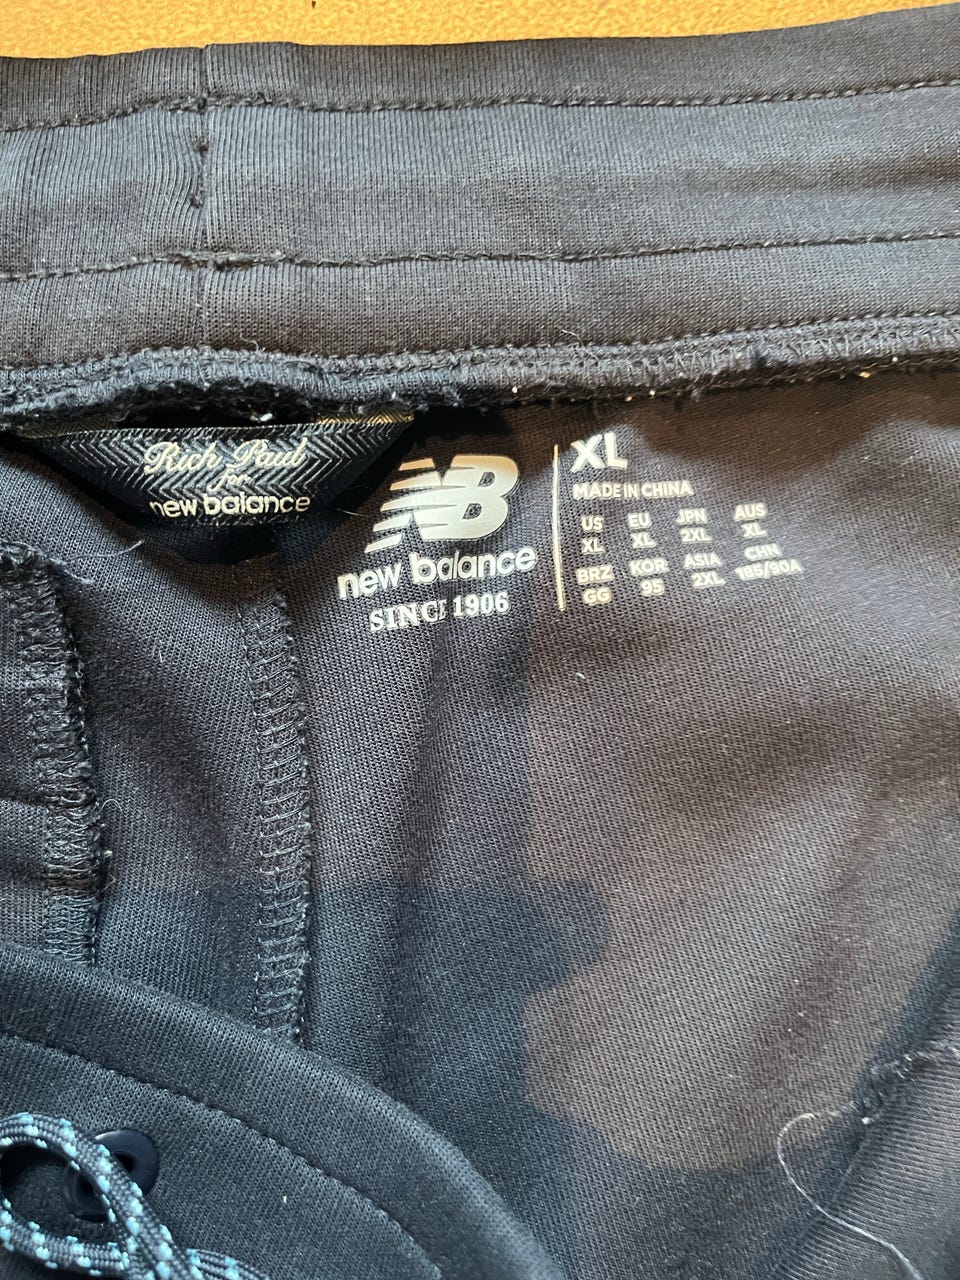 Rich Paul
for
new balance
NB
new balance
SINCE 1906
XL
MADE IN CHINA
US EU JPN AUS
XL XL 2XL XL
BRZ KOR ASIA CHN
GG 95 2XL 185/90A